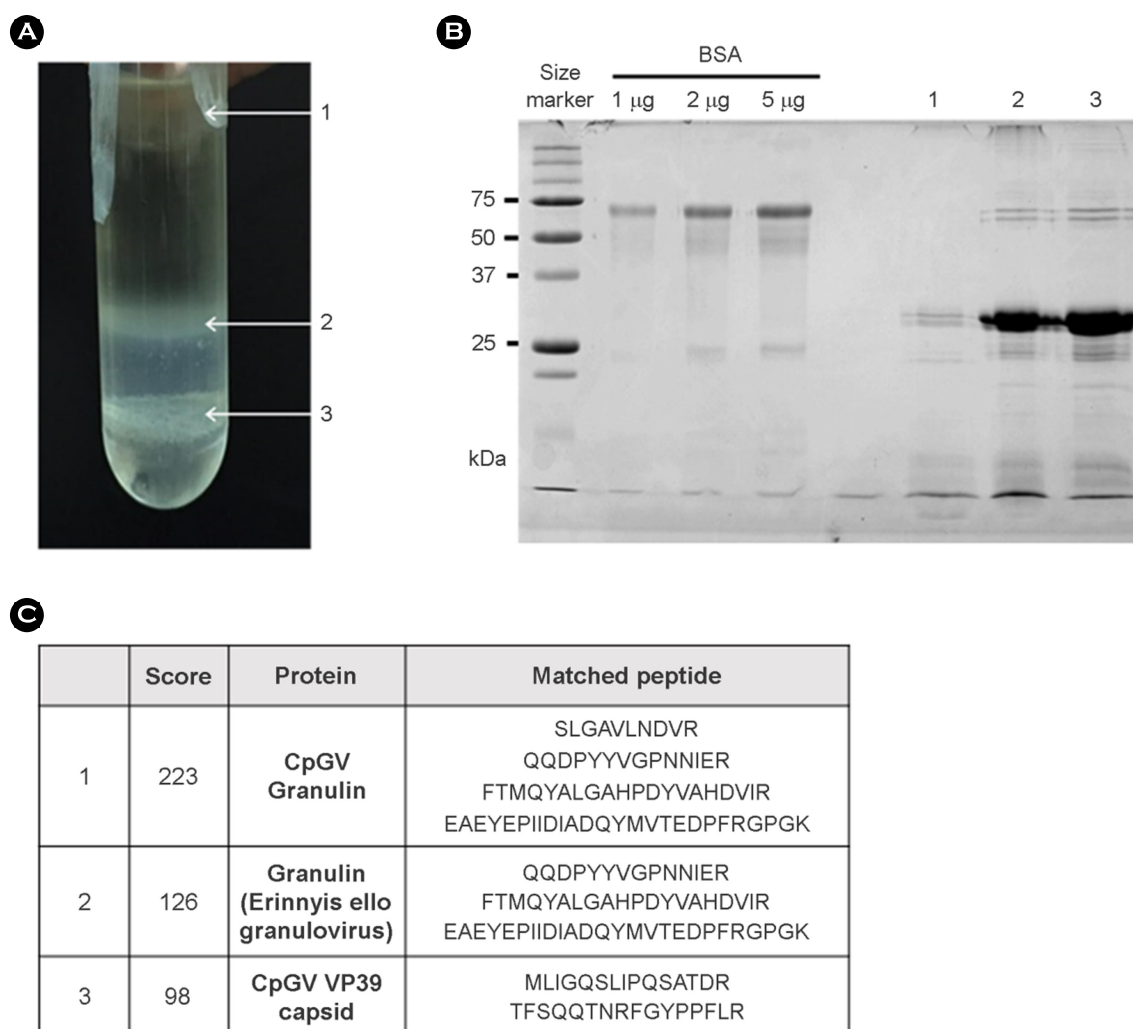 A
1
2
3
B
BSA
Size marker
1 μg 2 μg 5 μg 1 2 3
75
50
37
25
kDa
C
Score Protein Matched peptide
1 223 CpGV Granulin
SLGAVLNDVR
QQDPYYVGPNNIER
FTMQYALGAHPDYVAHDVIR
EAEYEPIIDIADQYMVTEDPFRGPGK
2 126 Granulin (Erinnyis ello granulovirus)
QQDPYYVGPNNIER
FTMQYALGAHPDYVAHDVIR
EAEYEPIIDIADQYMVTEDPFRGPGK
3 98 CpGV VP39 capsid
MLIGQSLIPQSATDR
TFSQQTNRFGYPPFLR